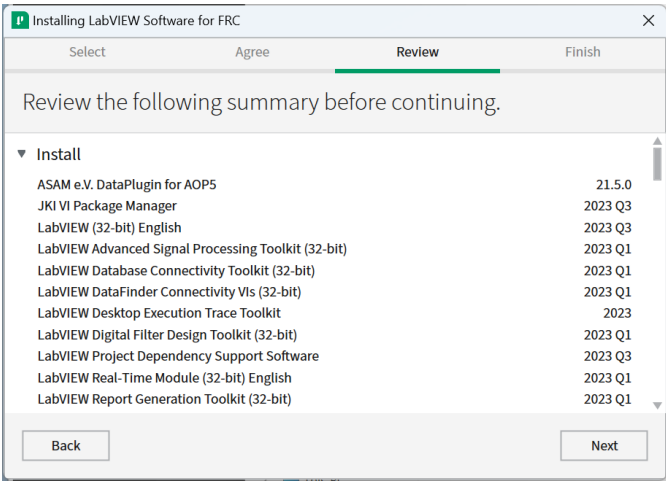 Installing LabVIEW Software for FRC
Select Agree Review Finish
Review the following summary before continuing.
Install
ASAM e.V. DataPlugin for AOP5 21.5.0
JKI VI Package Manager 2023 Q3
LabVIEW (32-bit) English 2023 Q3
LabVIEW Advanced Signal Processing Toolkit (32-bit) 2023 Q1
LabVIEW Database Connectivity Toolkit (32-bit) 2023 Q1
LabVIEW DataFinder Connectivity VIs (32-bit) 2023 Q1
LabVIEW Desktop Execution Trace Toolkit 2023
LabVIEW Digital Filter Design Toolkit (32-bit) 2023 Q1
LabVIEW Project Dependency Support Software 2023 Q3
LabVIEW Real-Time Module (32-bit) English 2023 Q1
LabVIEW Report Generation Toolkit (32-bit) 2023 Q1
Back Next